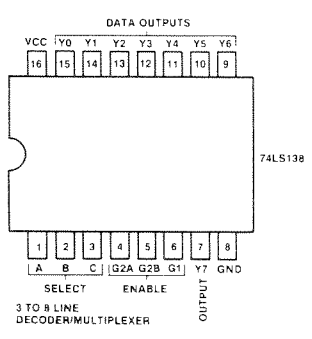 DATA OUTPUTS
VCC Y0 Y1 Y2 Y3 Y4 Y5 Y6
16 15 14 13 12 11 10 9
74LS138
1 2 3 4 5 6 7 8
A B C G2A G2B G1 Y7 GND
SELECT ENABLE
OUTPUT
3 TO 8 LINE
DECODER/MULTIPLEXER